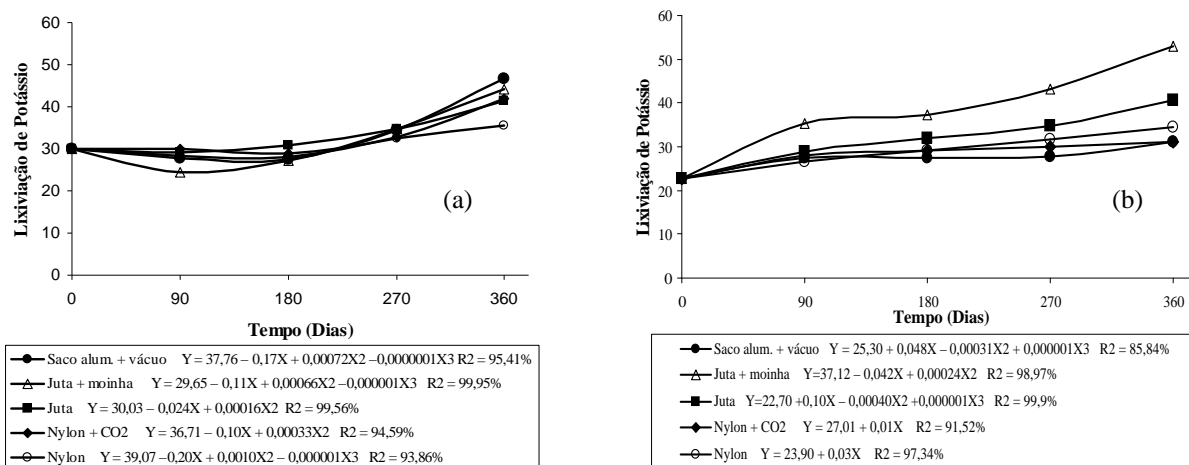 60
50
40
30
20
10
0
Lixiviação de Potássio
(a)
0 90 180 270 360
Tempo (Dias)
Saco alum. + vácuo Y = 37,76 – 0,17X + 0,00072X2 – 0,0000001X3 R2 = 95,41%
Juta + moinha Y = 29,65 – 0,11X + 0,00066X2 – 0,000001X3 R2 = 99,95%
Juta Y = 30,03 – 0,024X + 0,00016X2 R2 = 99,56%
Nylon + CO2 Y = 36,71 – 0,10X + 0,00033X2 R2 = 94,59%
Nylon Y = 39,07 – 0,20X + 0,0010X2 – 0,000001X3 R2 = 93,86%
60
50
40
30
20
10
0
Lixiviação de Potássio
(b)
0 90 180 270 360
Tempo (Dias)
Saco alum. + vácuo Y = 25,30 + 0,048X – 0,00031X2 + 0,000001X3 R2 = 85,84%
Juta + moinha Y=37,12 – 0,042X + 0,00024X2 R2 = 98,97%
Juta Y=22,70 +0,10X – 0,00040X2 +0,000001X3 R2 = 99,9%
Nylon + CO2 Y = 27,01 + 0,01X R2 = 91,52%
Nylon Y = 23,90 + 0,03X R2 = 97,34%